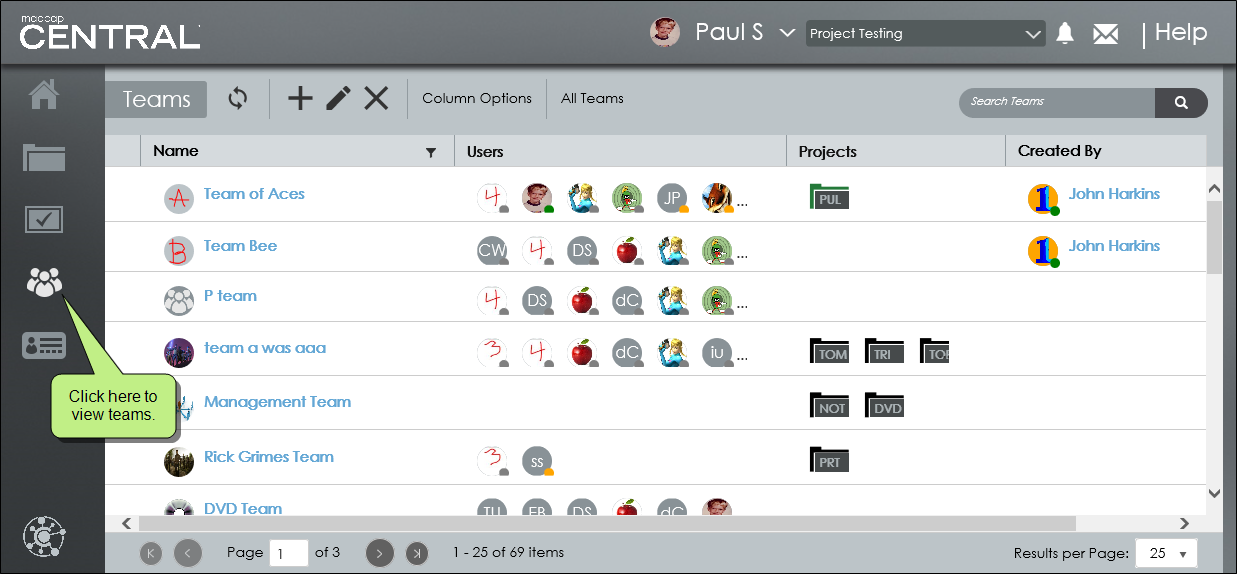 madcap
CENTRAL
Paul S
Project Testing
Help
Teams
Column Options
All Teams
Search Teams
Name
Users
Projects
Created By
A
Team of Aces
4
JP
...
PUL
1
John Harkins
B
Team Bee
CW
4
DS
...
1
John Harkins
P team
4
DS
dC
...
team a was aaa
3
4
dC
iu
...
TOM
TRI
Click here to
view teams.
Management Team
NOT
DVD
Rick Grimes Team
3
ss
PRT
DVD Team
DS
dC
Page
1
of 3
1 - 25 of 69 items
Results per Page:
25